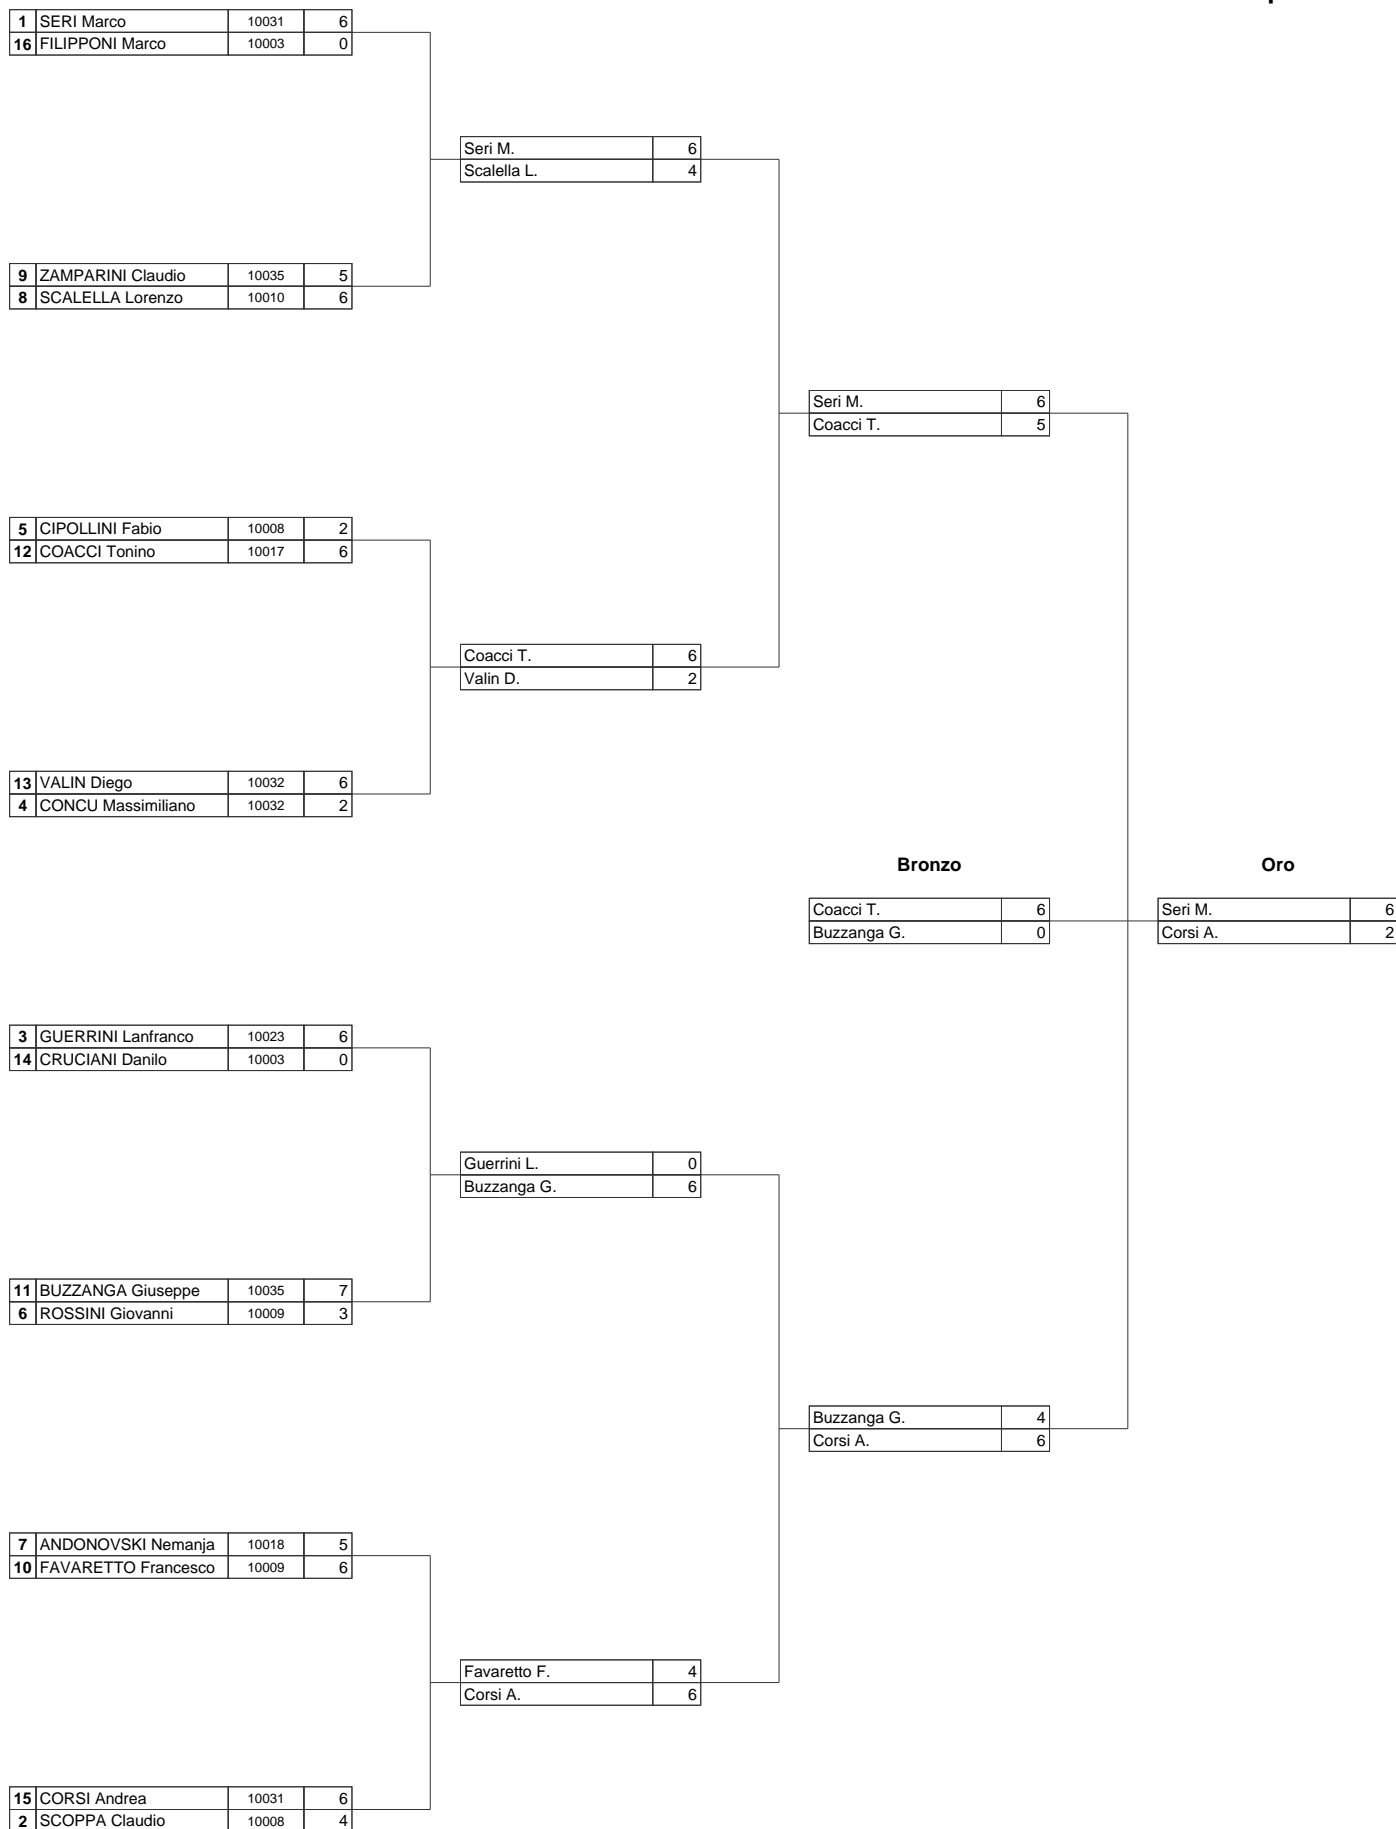 1 SERI Marco 10031 6
16 FILIPPONI Marco 10003 0
Seri M. 6
Scalella L. 4
9 ZAMPARINI Claudio 10035 5
8 SCALELLA Lorenzo 10010 6
Seri M. 6
Coacci T. 5
5 CIPOLLINI Fabio 10008 2
12 COACCI Tonino 10017 6
Coacci T. 6
Valin D. 2
13 VALIN Diego 10032 6
4 CONCU Massimiliano 10032 2
Bronzo Oro
Coacci T. 6 Seri M. 6
Buzzanga G. 0 Corsi A. 2
3 GUERRINI Lanfranco 10023 6
14 CRUCIANI Danilo 10003 0
Guerrini L. 0
Buzzanga G. 6
11 BUZZANGA Giuseppe 10035 7
6 ROSSINI Giovanni 10009 3
Buzzanga G. 4
Corsi A. 6
7 ANDONOVSKI Nemanja 10018 5
10 FAVARETTO Francesco 10009 6
Favaretto F. 4
Corsi A. 6
15 CORSI Andrea 10031 6
2 SCOPPA Claudio 10008 4